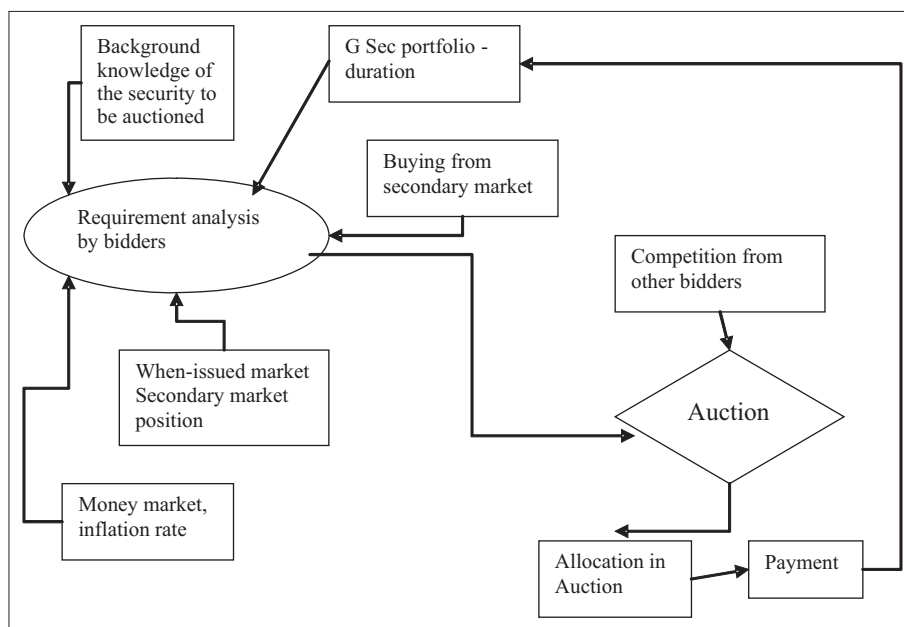 Background
knowledge of
the security to
be auctioned
G Sec portfolio -
duration
Buying from
secondary market
Requirement analysis
by bidders
Competition from
other bidders
When-issued market
Secondary market
position
Auction
Money market,
inflation rate
Allocation in
Auction
Payment